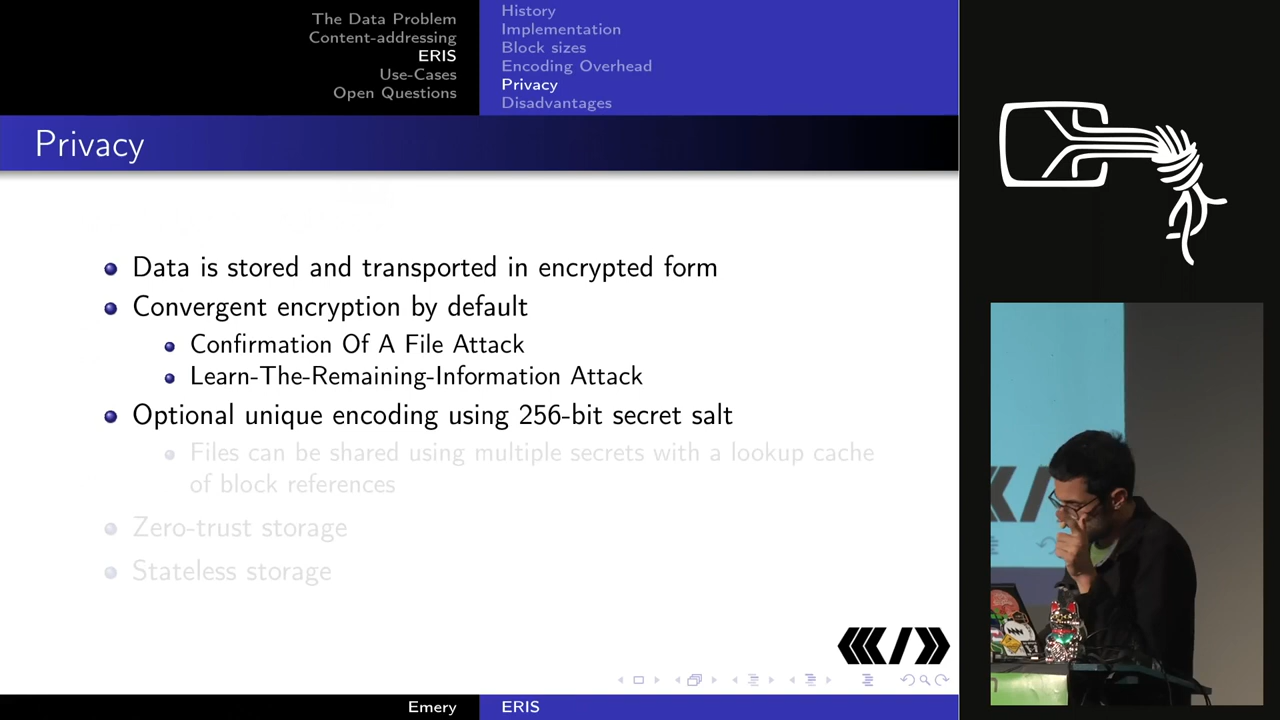 The Data Problem
Content-addressing
ERIS
Use-Cases
Open Questions
History
Implementation
Block sizes
Encoding Overhead
Privacy
Disadvantages
Privacy
Data is stored and transported in encrypted form
Convergent encryption by default
Confirmation Of A File Attack
Learn-The-Remaining-Information Attack
Optional unique encoding using 256-bit secret salt
Files can be shared using multiple secrets with a lookup cache
of block references
Zero-trust storage
Stateless storage
Emery
ERIS